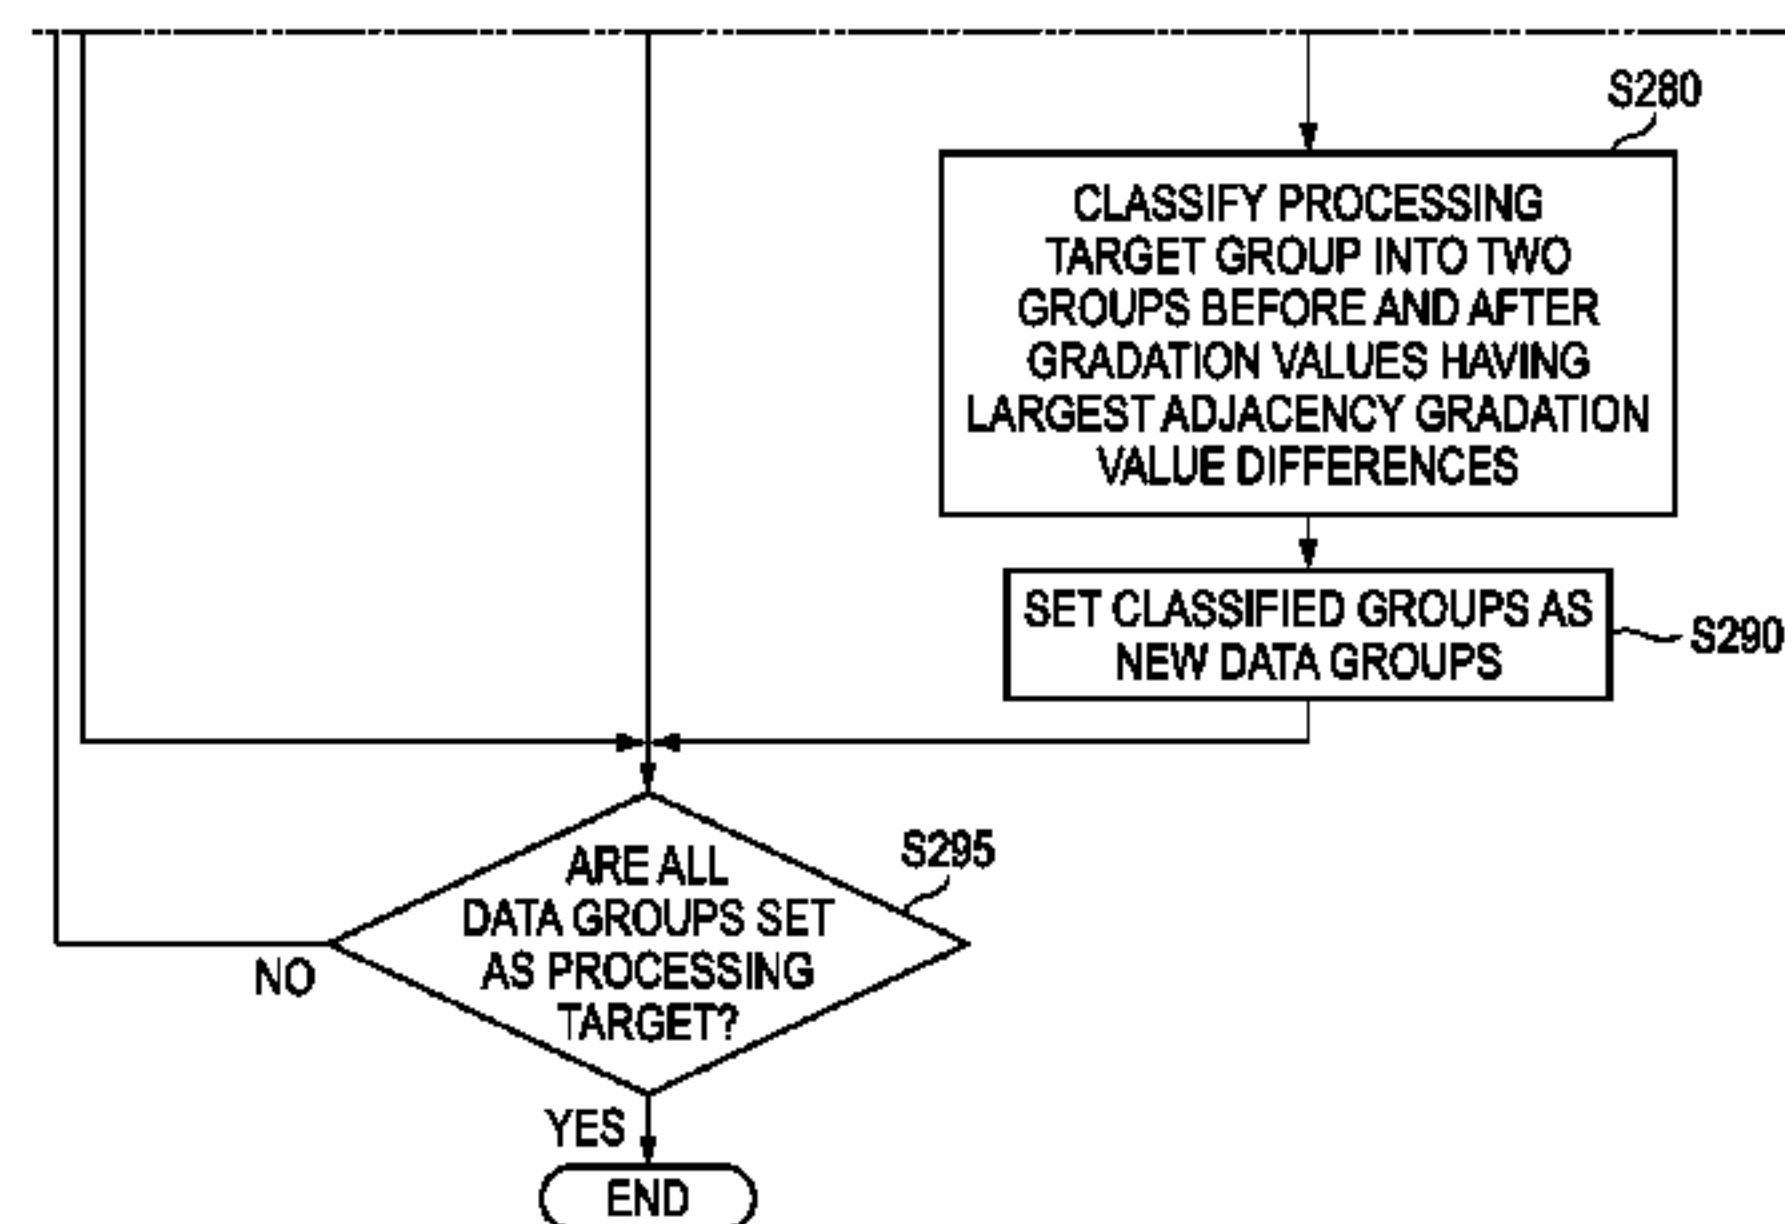 S280
CLASSIFY PROCESSING
TARGET GROUP INTO TWO
GROUPS BEFORE AND AFTER
GRADATION VALUES HAVING
LARGEST ADJACENCY GRADATION
VALUE DIFFERENCES
SET CLASSIFIED GROUPS AS
NEW DATA GROUPS
S290
S295
ARE ALL
DATA GROUPS SET
AS PROCESSING
TARGET?
NO
YES
END